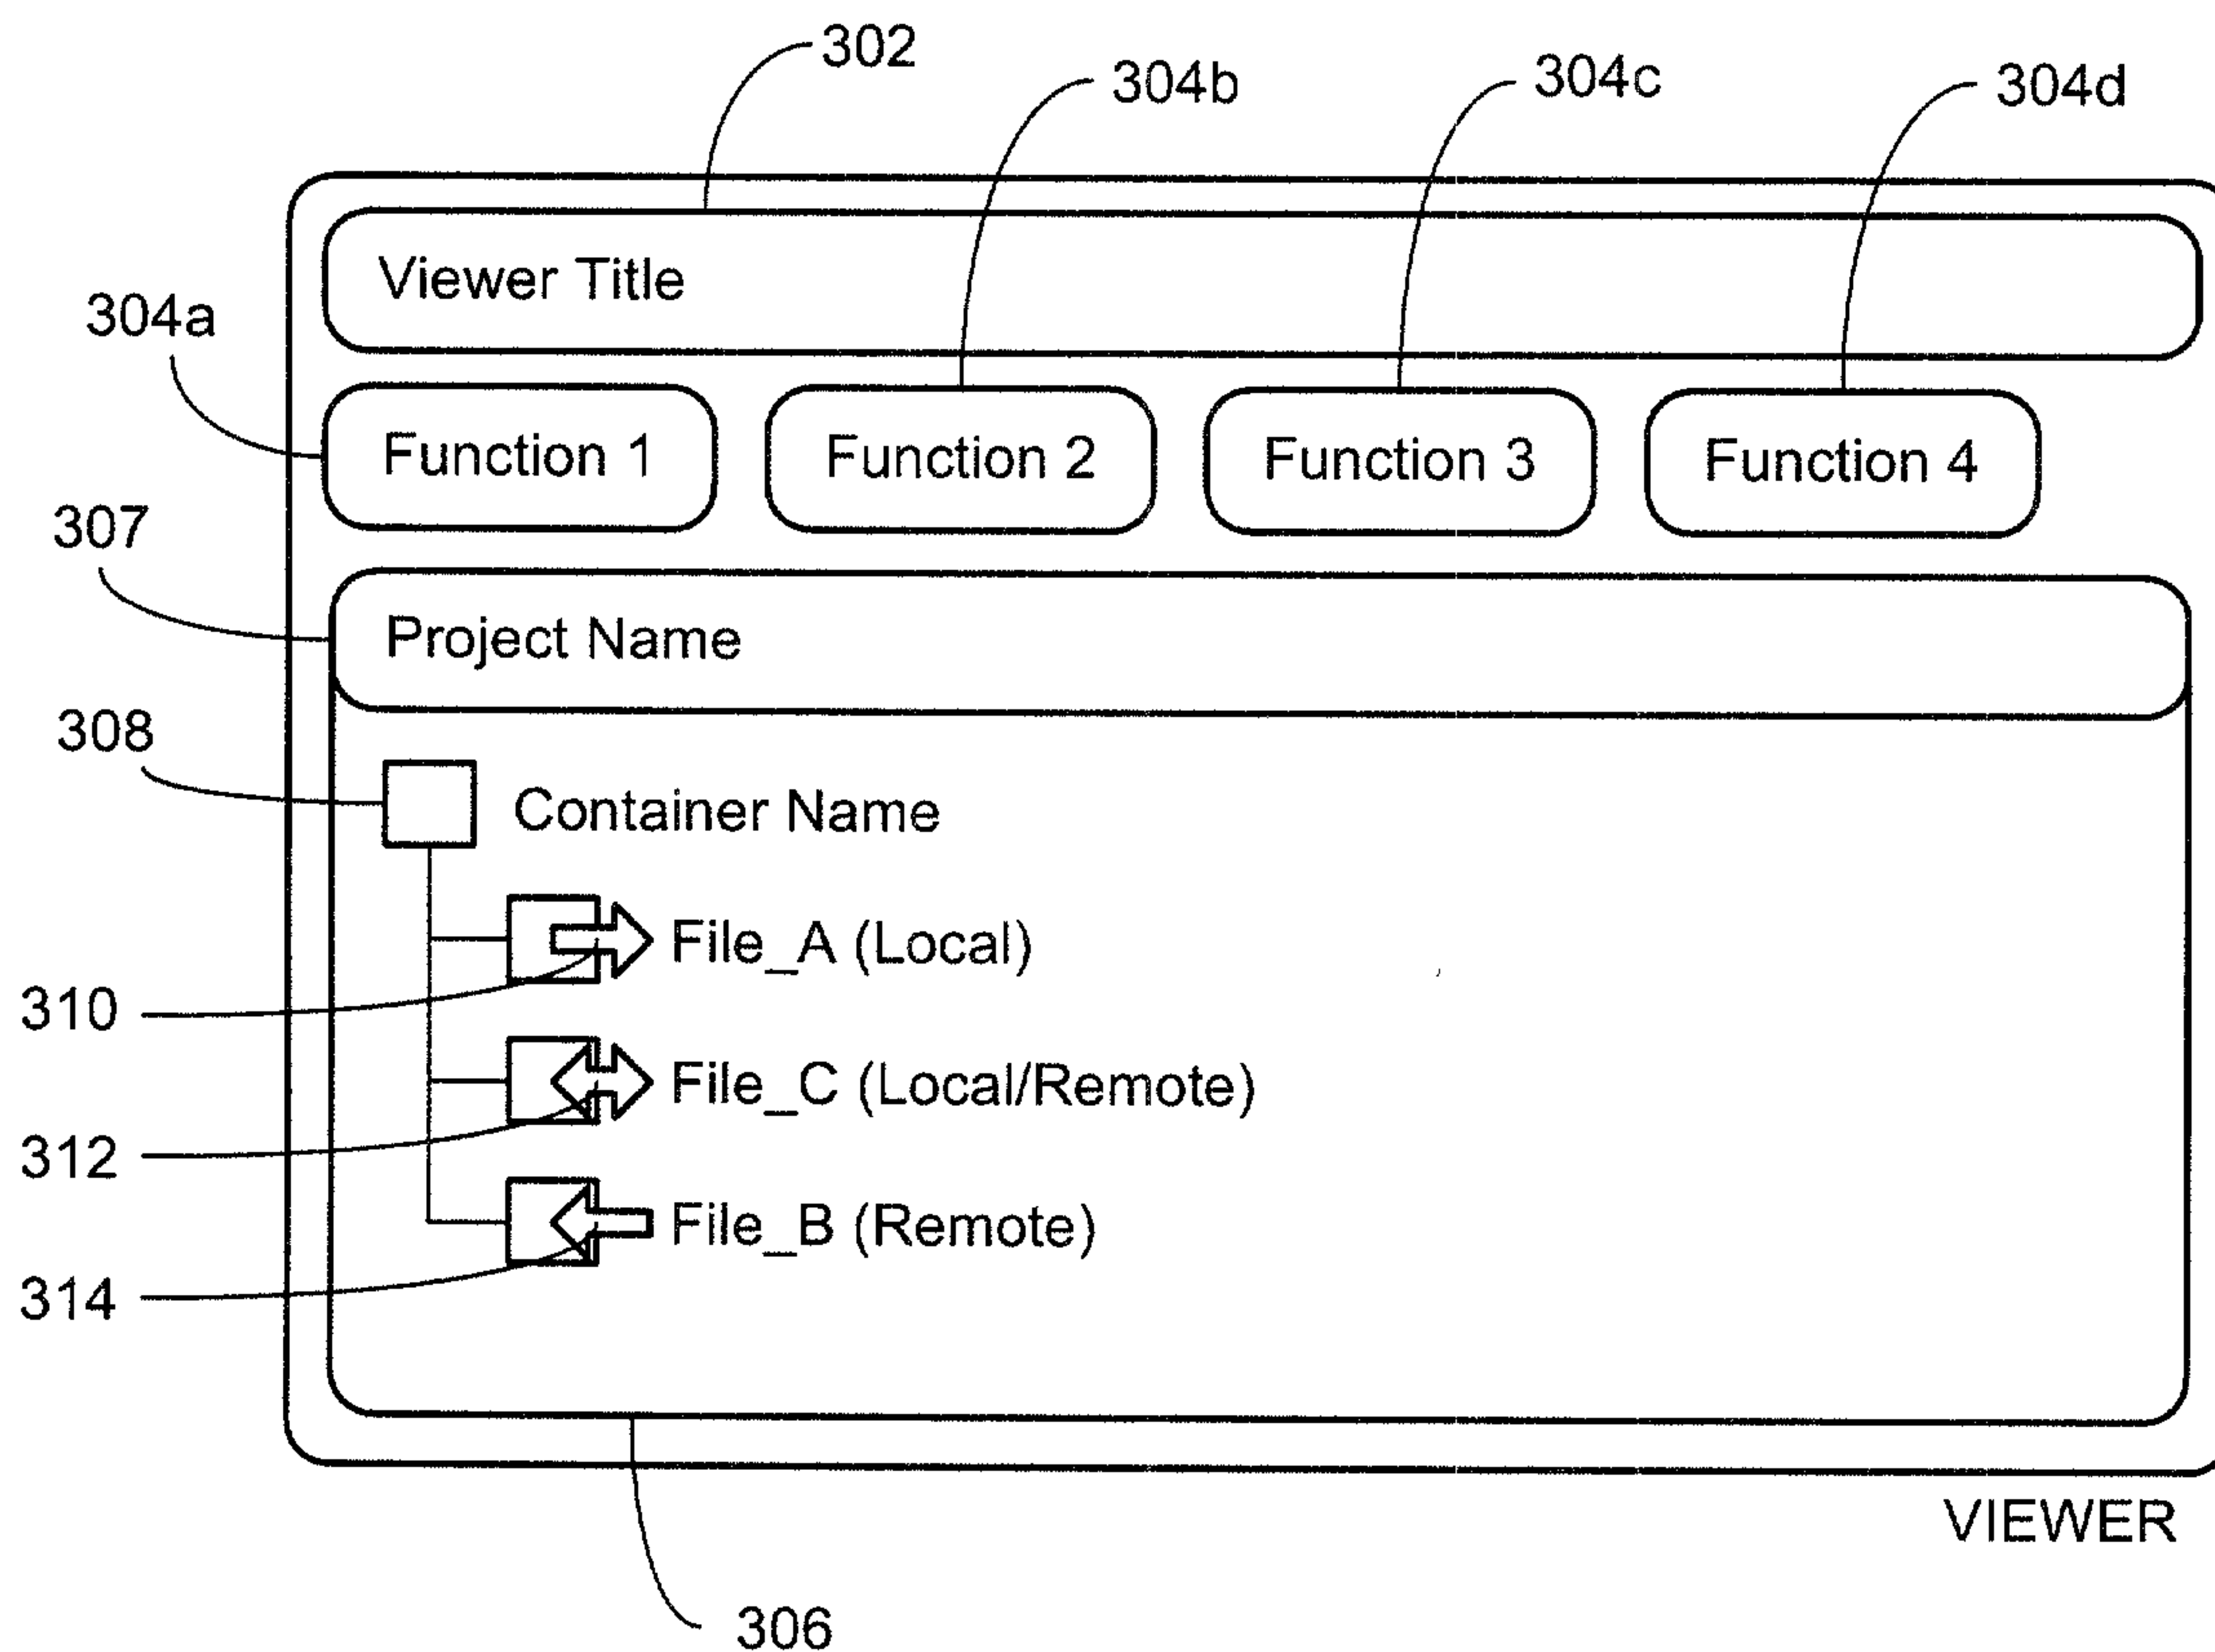 302
304b
304c
304d
Viewer Title
304a
Function 1
Function 2
Function 3
Function 4
307
Project Name
308
Container Name
File_A (Local)
310
File_C (Local/Remote)
312
File_B (Remote)
314
VIEWER
306